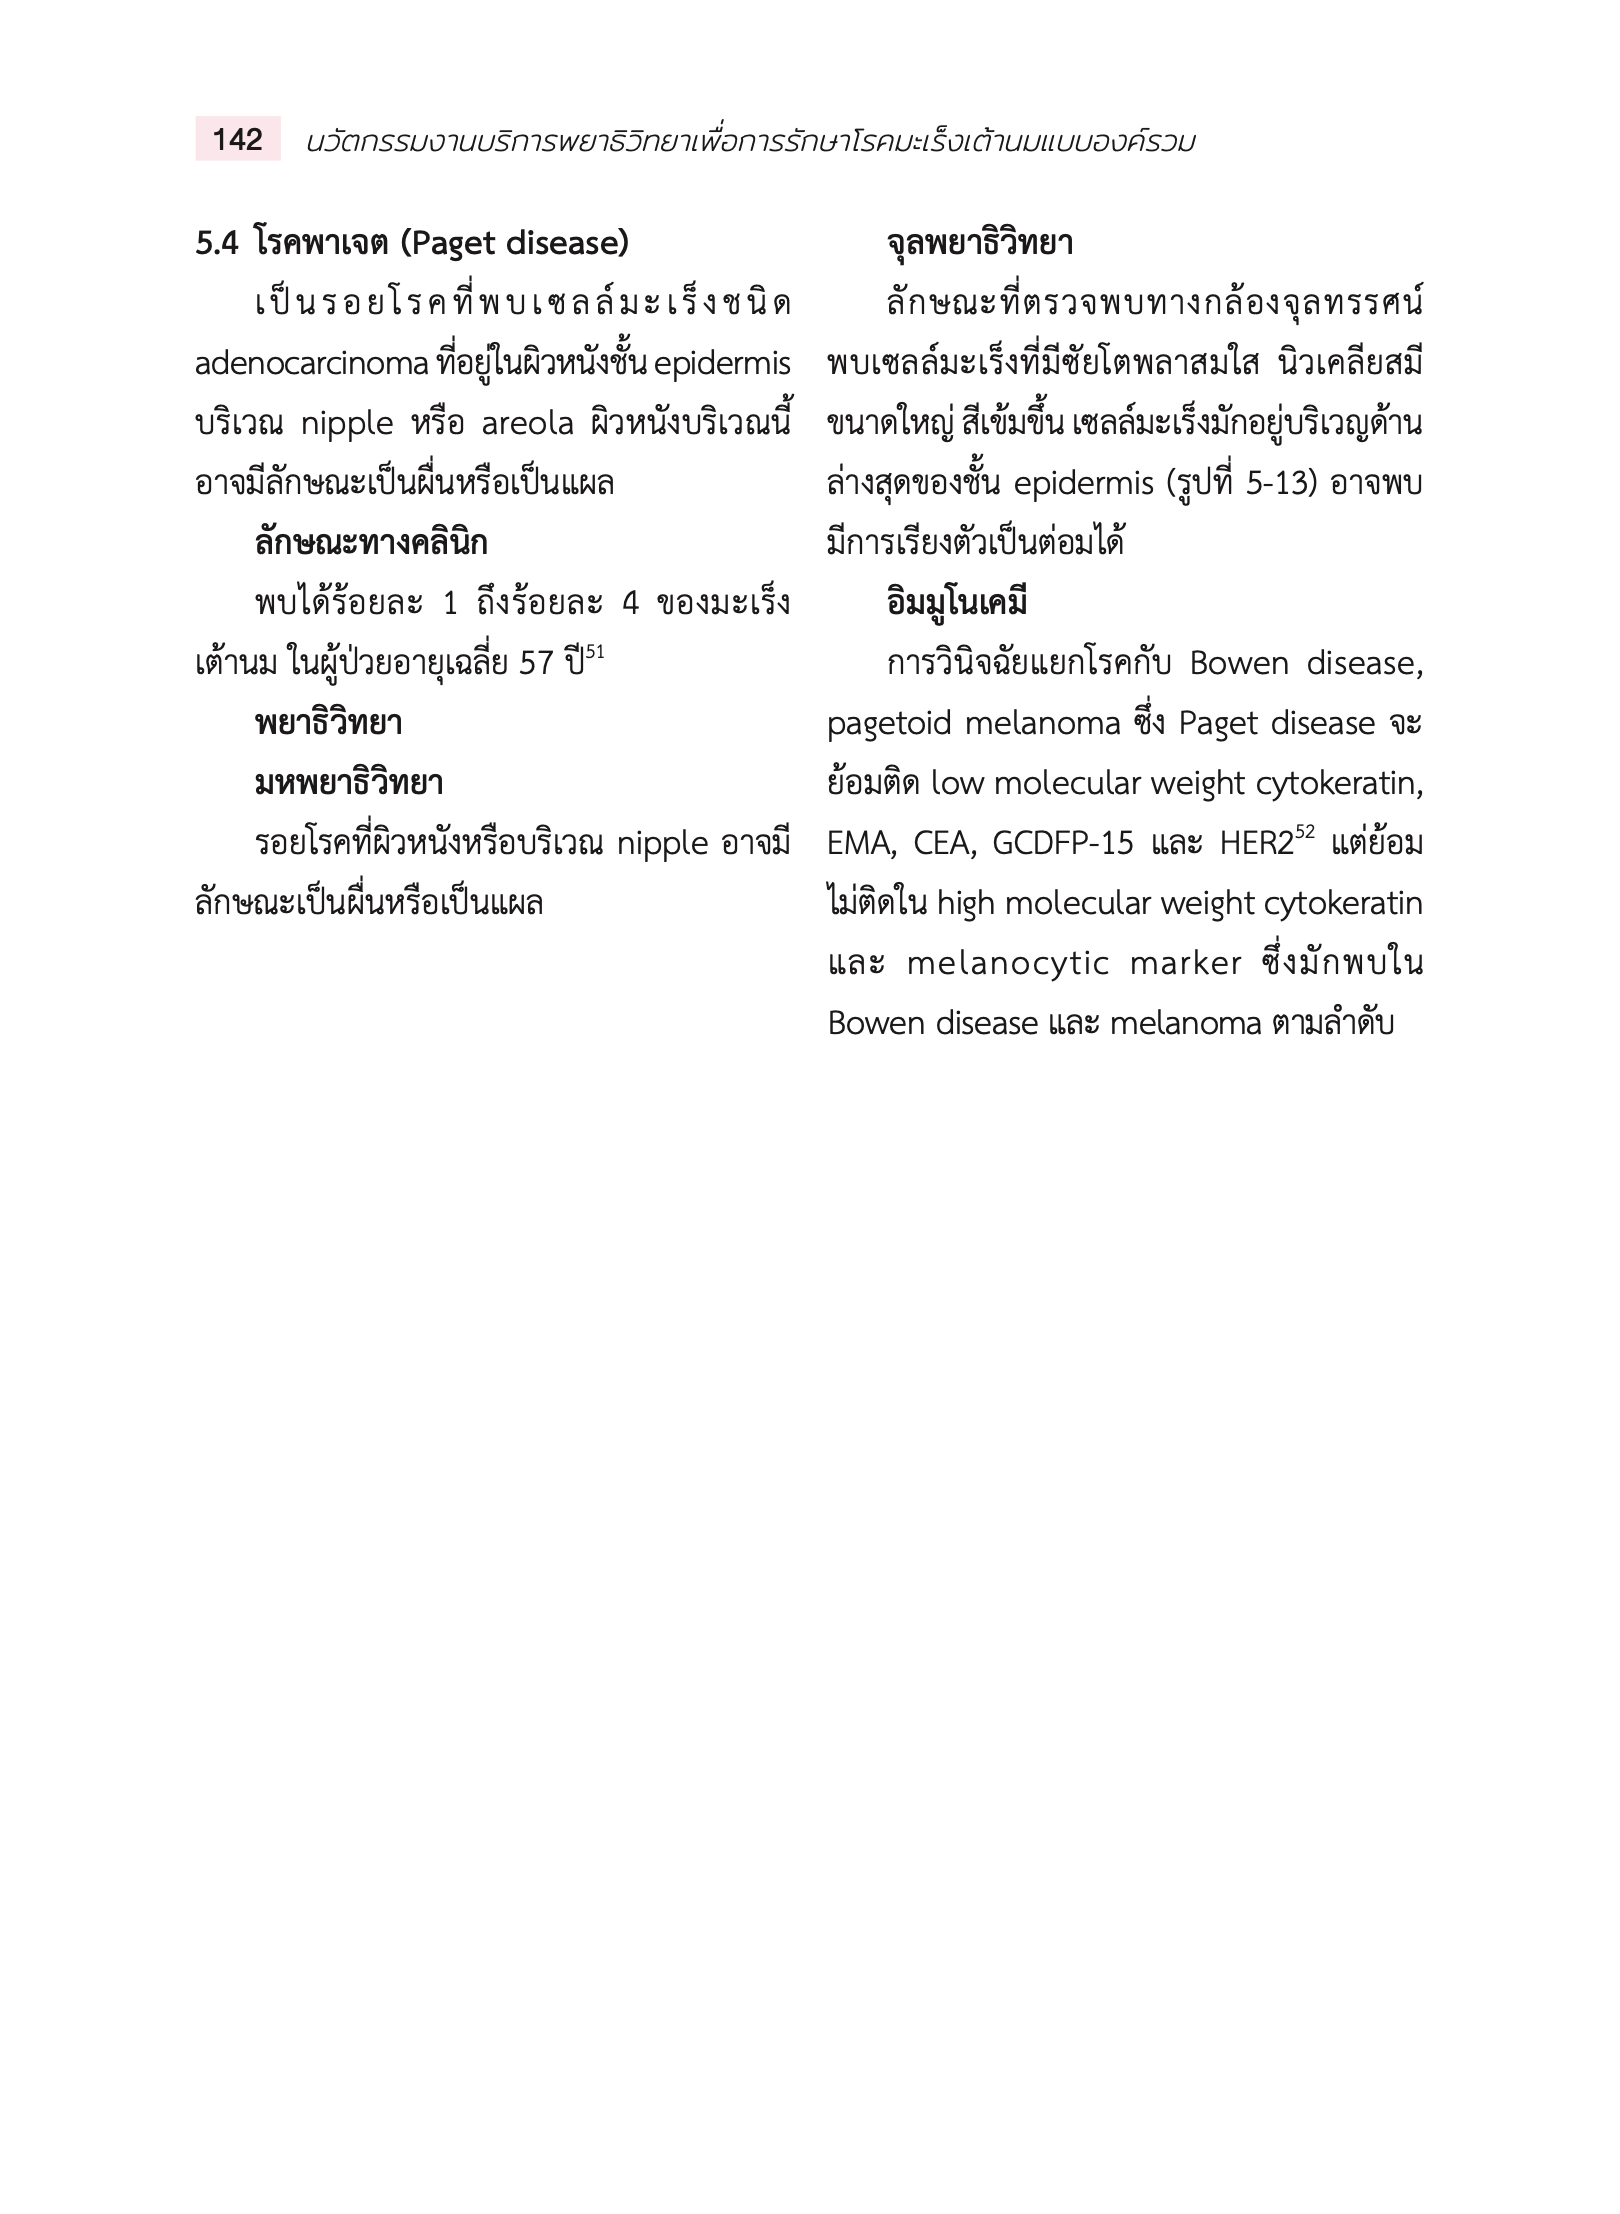 142 นวัตกรรมงานบริการพยาธิวิทยาเพื่อการรักษาโรคมะเร็งเต้านมแบบองค์รวม
5.4 โรคพาเจต (Paget disease)
เป็นรอยโรคที่พบเซลล์มะเร็งชนิด
adenocarcinoma ที่อยู่ในผิวหนังชั้น epidermis
บริเวณ nipple หรือ areola ผิวหนังบริเวณนี้
อาจมีลักษณะเป็นผื่นหรือเป็นแผล
ลักษณะทางคลินิก
พบได้ร้อยละ 1 ถึงร้อยละ 4 ของมะเร็ง
เต้านม ในผู้ป่วยอายุเฉลี่ย 57 ปี51
พยาธิวิทยา
มหพยาธิวิทยา
รอยโรคที่ผิวหนังหรือบริเวณ nipple อาจมี
ลักษณะเป็นผื่นหรือเป็นแผล
จุลพยาธิวิทยา
ลักษณะที่ตรวจพบทางกล้องจุลทรรศน์
พบเซลล์มะเร็งที่มีซัยโตพลาสมใส นิวเคลียสมี
ขนาดใหญ่ สีเข้มขึ้น เซลล์มะเร็งมักอยู่บริเวญด้าน
ล่างสุดของชั้น epidermis (รูปที่ 5-13) อาจพบ
มีการเรียงตัวเป็นต่อมได้
อิมมูโนเคมี
การวินิจฉัยแยกโรคกับ Bowen disease,
pagetoid melanoma ซึ่ง Paget disease จะ
ย้อมติด low molecular weight cytokeratin,
EMA, CEA, GCDFP-15 และ HER252 แต่ย้อม
ไม่ติดใน high molecular weight cytokeratin
และ melanocytic marker ซึ่งมักพบใน
Bowen disease และ melanoma ตามลำดับ